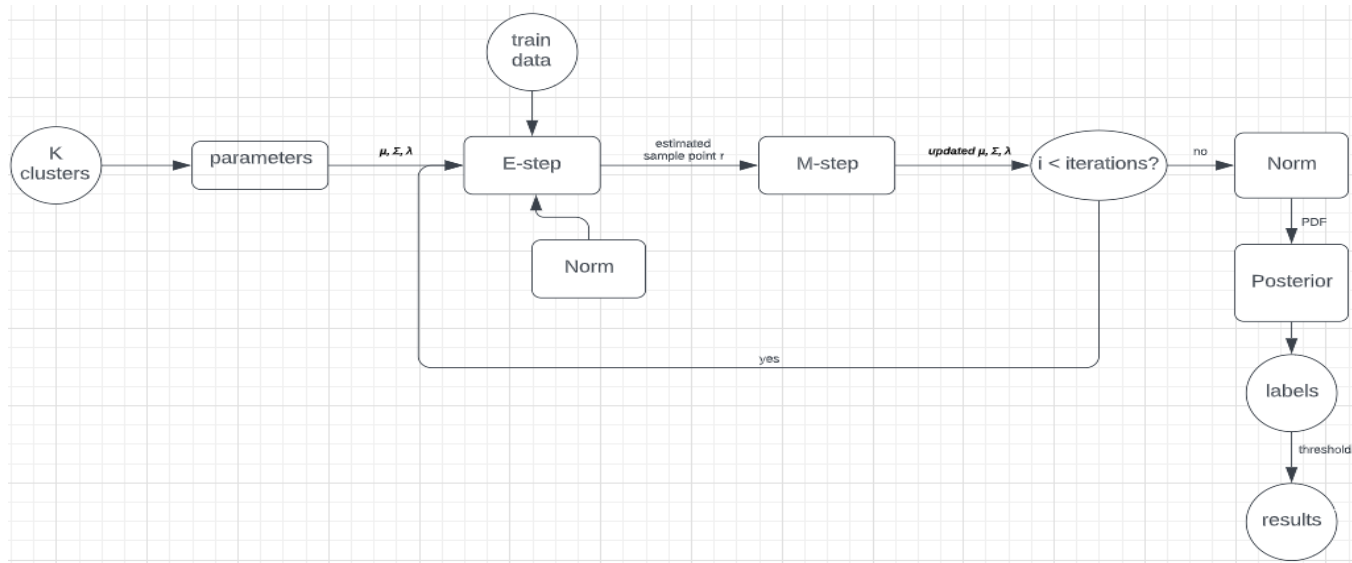 train
data
K
clusters
parameters
μ, Σ, λ
E-step
estimated
sample point r
M-step
updated μ, Σ, λ
i < iterations?
no
Norm
Norm
PDF
Posterior
yes
labels
threshold
results